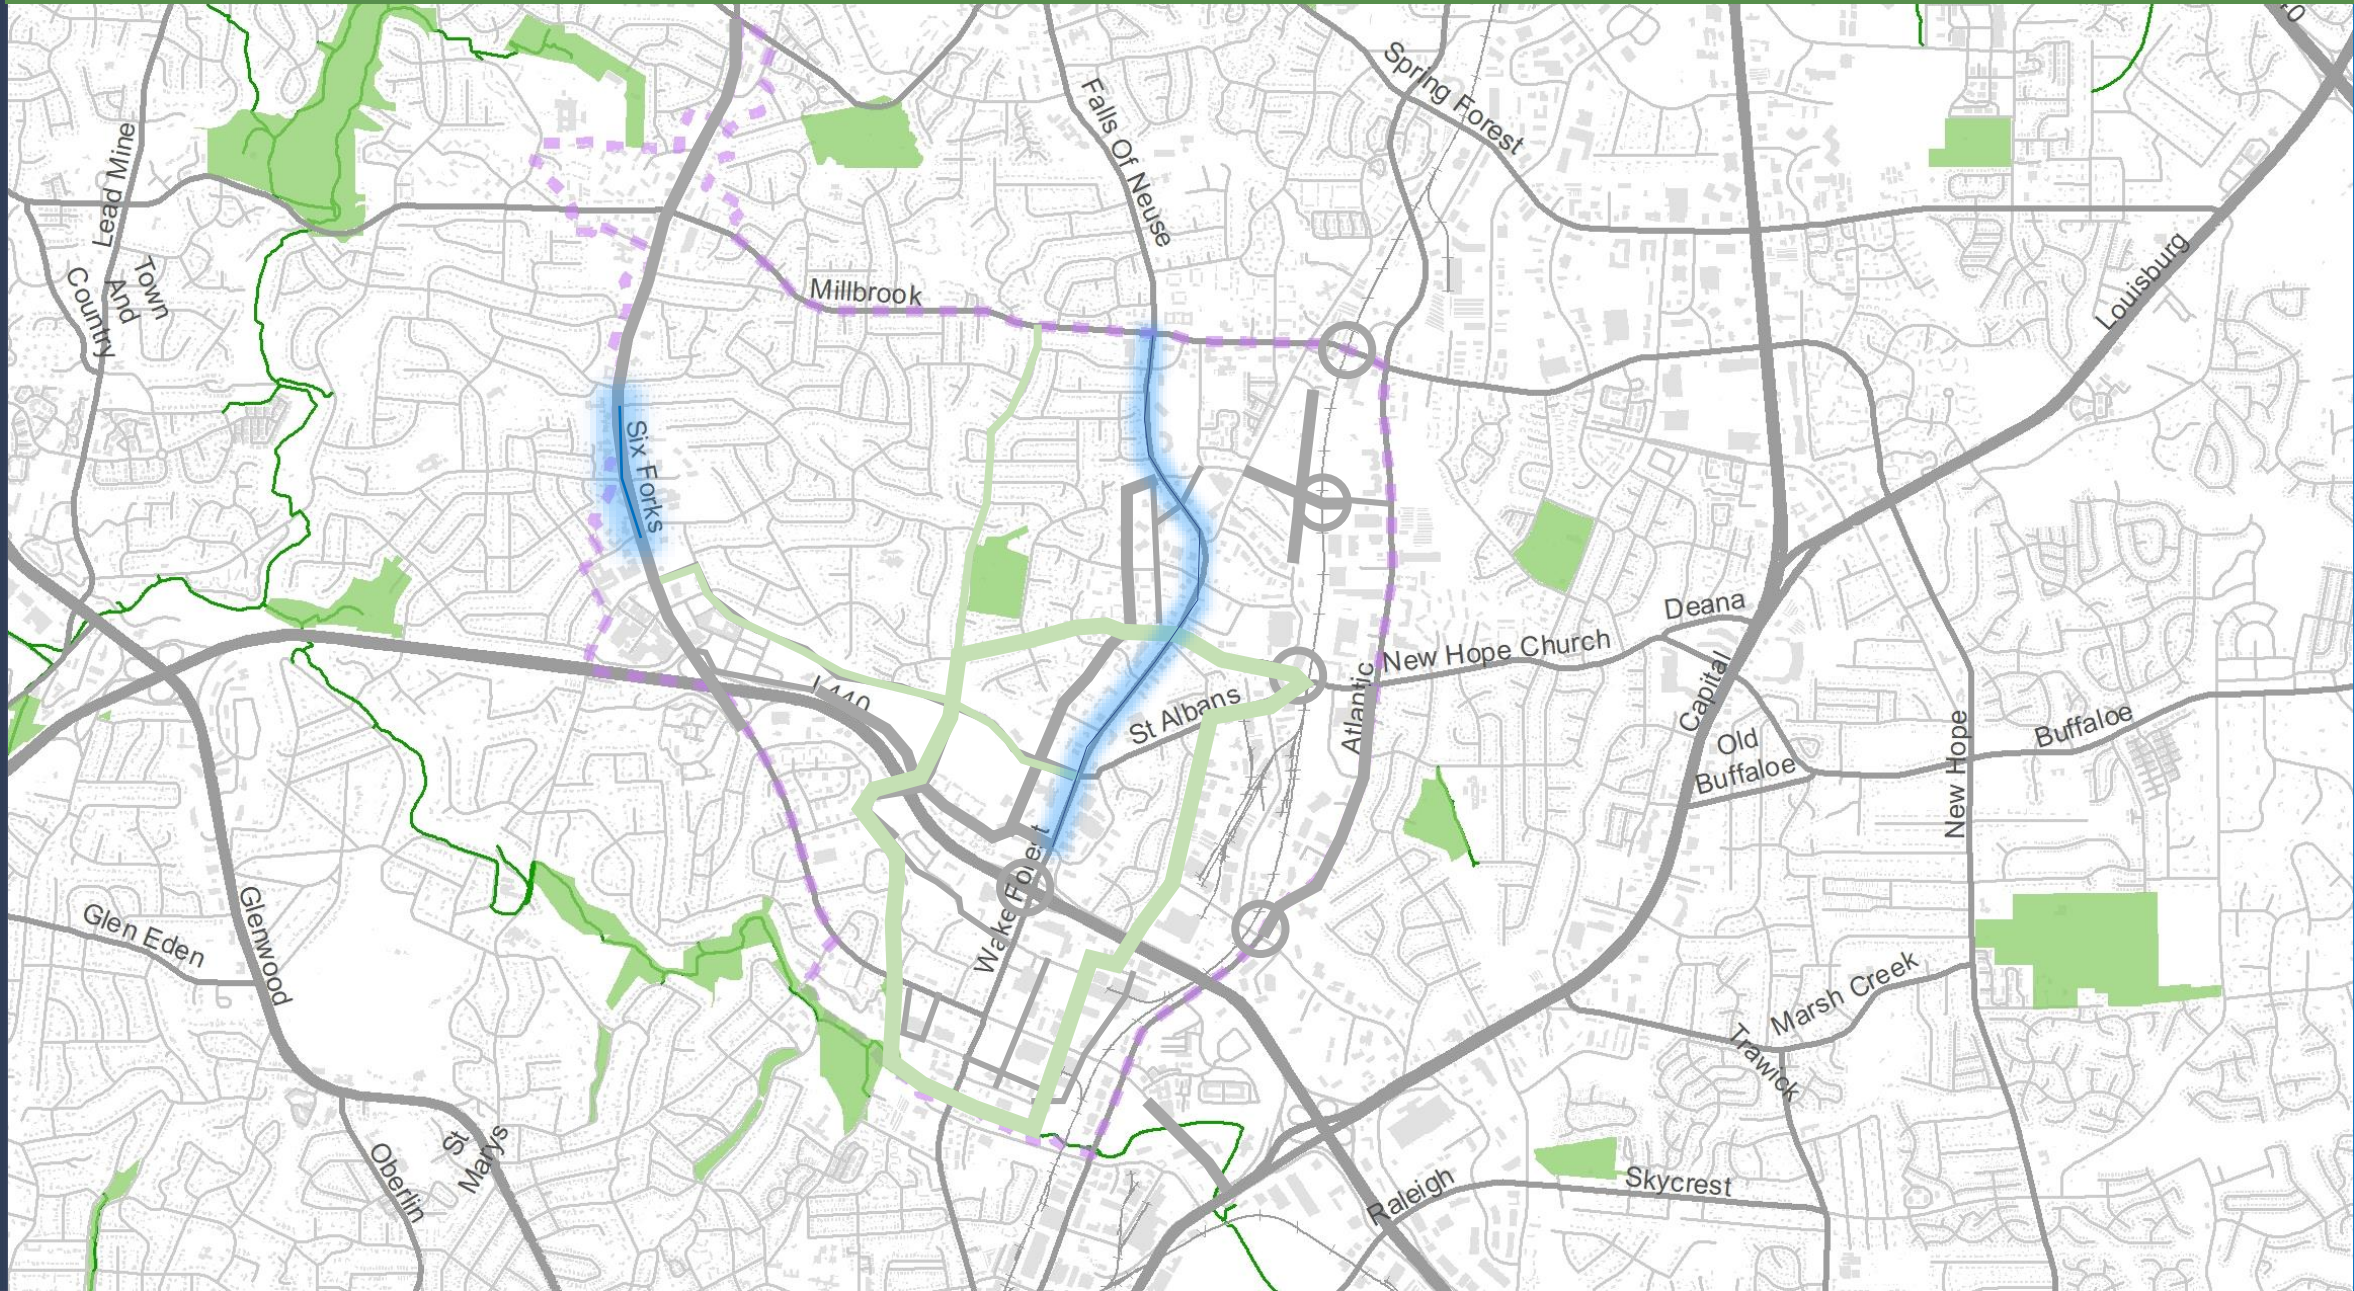 40
Spring Forest
Falls Of Neuse
Lead Mine
Town
And
Country
Millbrook
Louisburg
Six Forks
Deana
New Hope Church
I-440
St Albans
Atlantic
Capital
Old
Buffaloe
New Hope
Buffaloe
Wake Forest
Glen Eden
Glenwood
Marsh Creek
Trawick
St
Marys
Oberlin
Raleigh
Skycrest